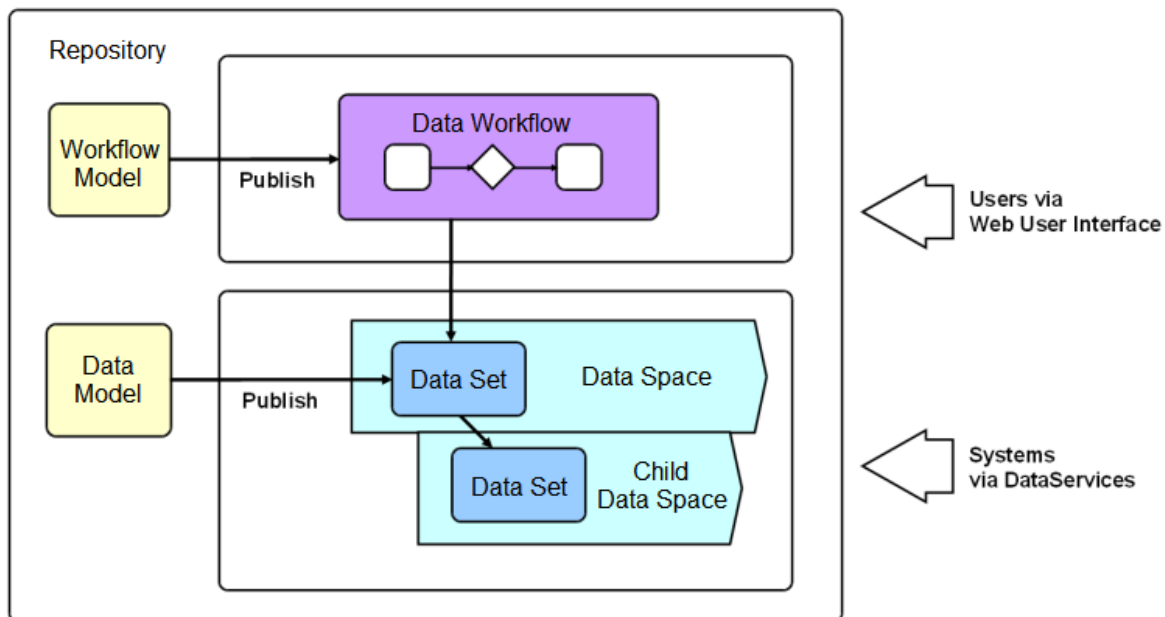 Repository
Workflow
Model
Publish
Data Workflow
Users via
Web User Interface
Data
Model
Publish
Data Set
Data Space
Data Set
Child
Data Space
Systems
via DataServices